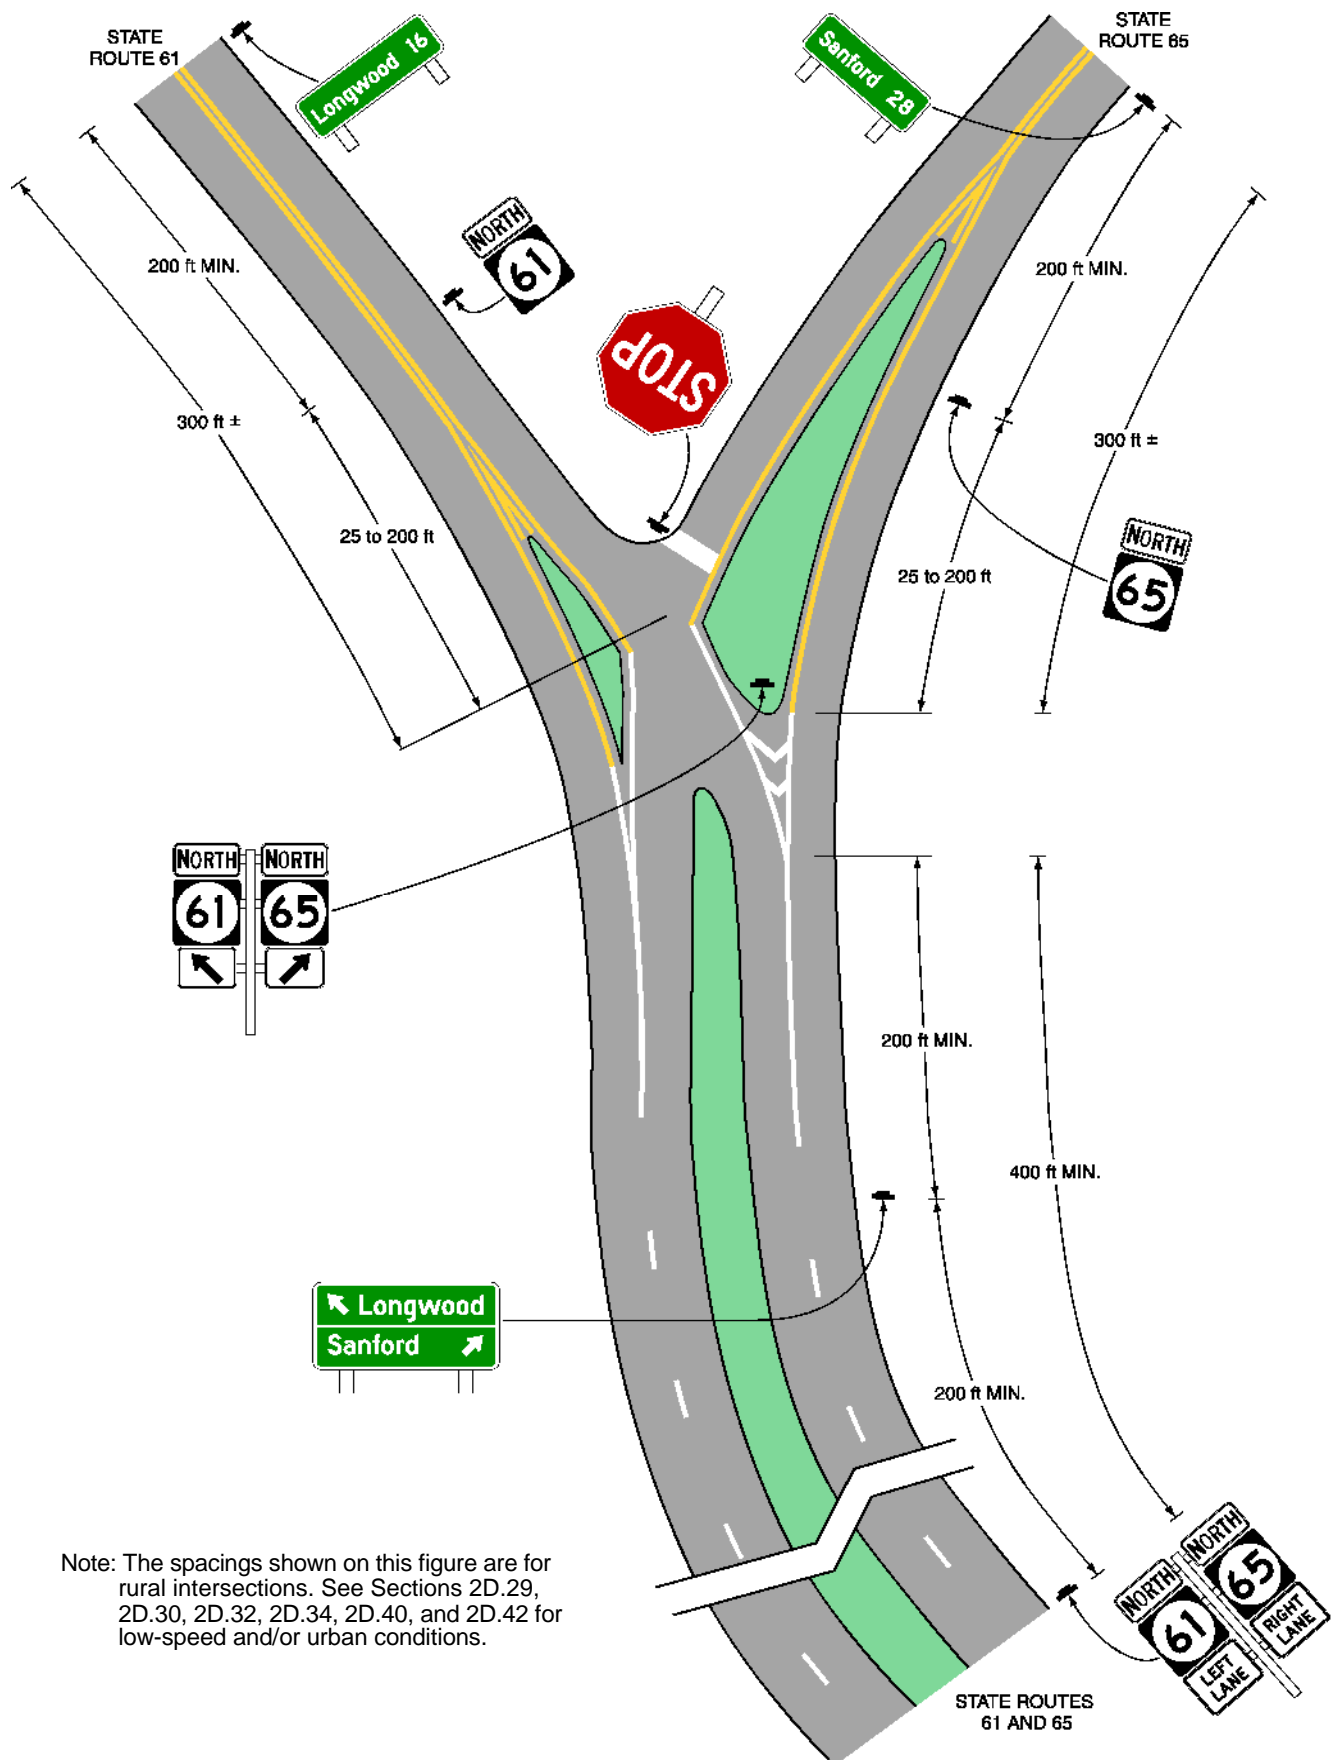 STATE
ROUTE 61
Longwood 16
Sanford 28
STATE
ROUTE 65
NORTH
61
200 ft MIN.
200 ft MIN.
STOP
300 ft ±
300 ft ±
25 to 200 ft
25 to 200 ft
NORTH
65
NORTH NORTH
61 65
200 ft MIN.
400 ft MIN.
Longwood
Sanford
200 ft MIN.
NORTH
65
RIGHT
LANE
NORTH
61
LEFT
LANE
Note: The spacings shown on this figure are for
rural intersections. See Sections 2D.29,
2D.30, 2D.32, 2D.34, 2D.40, and 2D.42 for
low-speed and/or urban conditions.
STATE ROUTES
61 AND 65